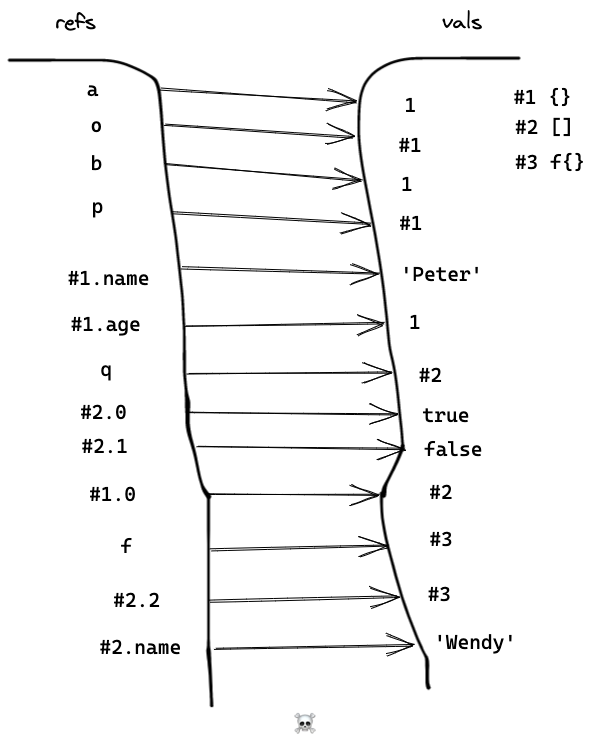 refs vals
a 1 #1 {}
o #1 #2 []
b 1 #3 f{}
p #1
#1.name 'Peter'
#1.age 1
q #2
#2.0 true
#2.1 false
#1.0 #2
f #3
#2.2 #3
#2.name 'Wendy'